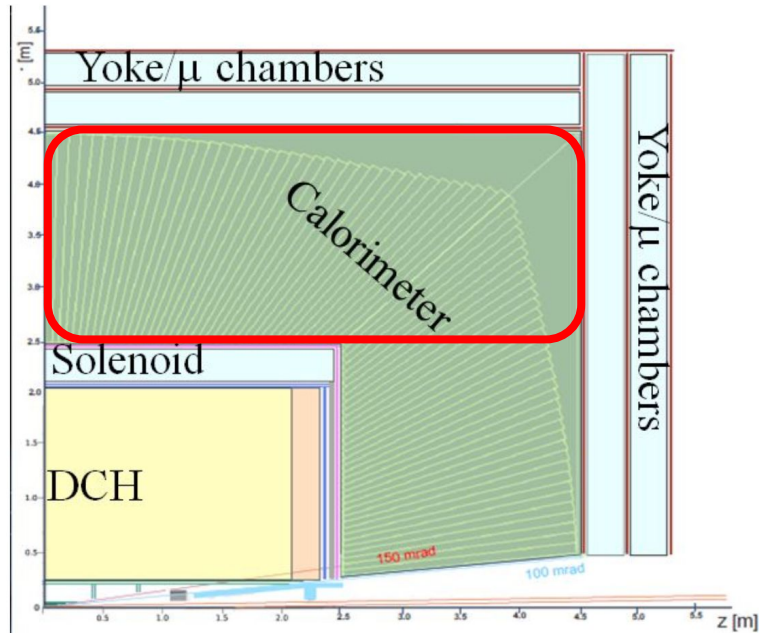 5.5
[m]
Yoke/μ chambers
5.0
4.5
4.0
Calorimeter
Yoke/μ chambers
3.5
3.0
2.5
Solenoid
2.0
1.5
DCH
1.0
0.5
150 mrad
100 mrad
0
0.5 1.0 1.5 2.0 2.5 3.0 3.5 4.0 4.5 5.0 5.5
z [m]